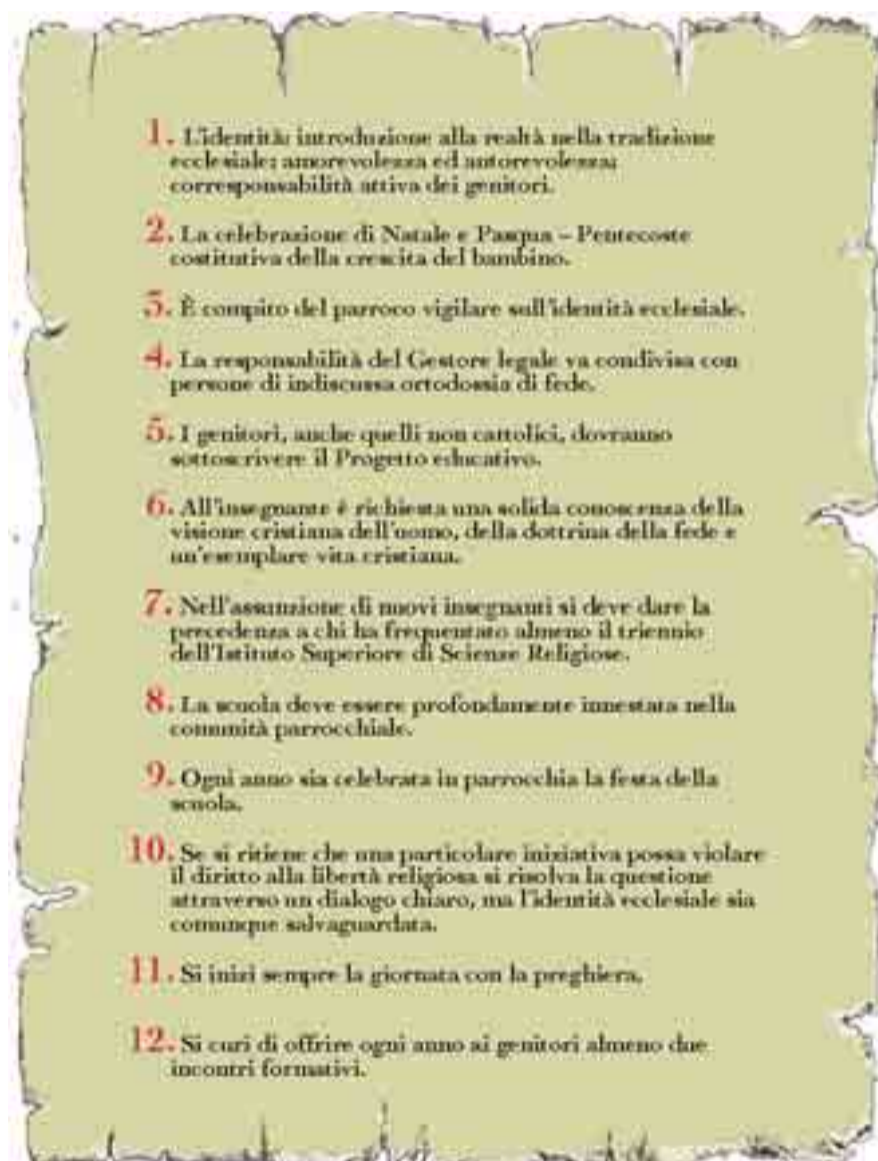 1. L'identità: introduzione alla realtà nella tradizione
ecclesiale; amorevolezza ed autorevolezza;
corresponsabilità attiva dei genitori.
2. La celebrazione di Natale e Pasqua – Pentecoste
costitutiva della crescita del bambino.
3. È compito del parroco vigilare sull'identità ecclesiale.
4. La responsabilità del Gestore legale va condivisa con
persone di indiscussa ortodossia di fede.
5. I genitori, anche quelli non cattolici, dovranno
sottoscrivere il Progetto educativo.
6. All'insegnante è richiesta una solida conoscenza della
visione cristiana dell'uomo, della dottrina della fede e
un'esemplare vita cristiana.
7. Nell'assunzione di nuovi insegnanti si deve dare la
precedenza a chi ha frequentato almeno il triennio
dell'Istituto Superiore di Scienze Religiose.
8. La scuola deve essere profondamente innestata nella
comunità parrocchiale.
9. Ogni anno sia celebrata in parrocchia la festa della
scuola.
10. Se si ritiene che una particolare iniziativa possa violare
il diritto alla libertà religiosa si risolva la questione
attraverso un dialogo chiaro, ma l'identità ecclesiale sia
comunque salvaguardata.
11. Si inizi sempre la giornata con la preghiera.
12. Si curi di offrire ogni anno ai genitori almeno due
incontri formativi.